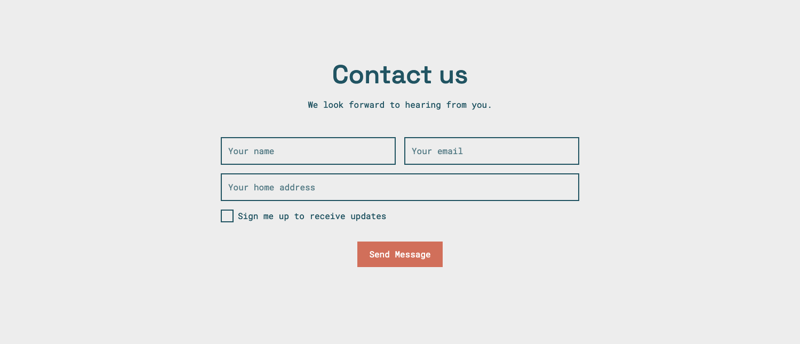 Contact us
We look forward to hearing from you.
Your name
Your email
Your home address
Sign me up to receive updates
Send Message